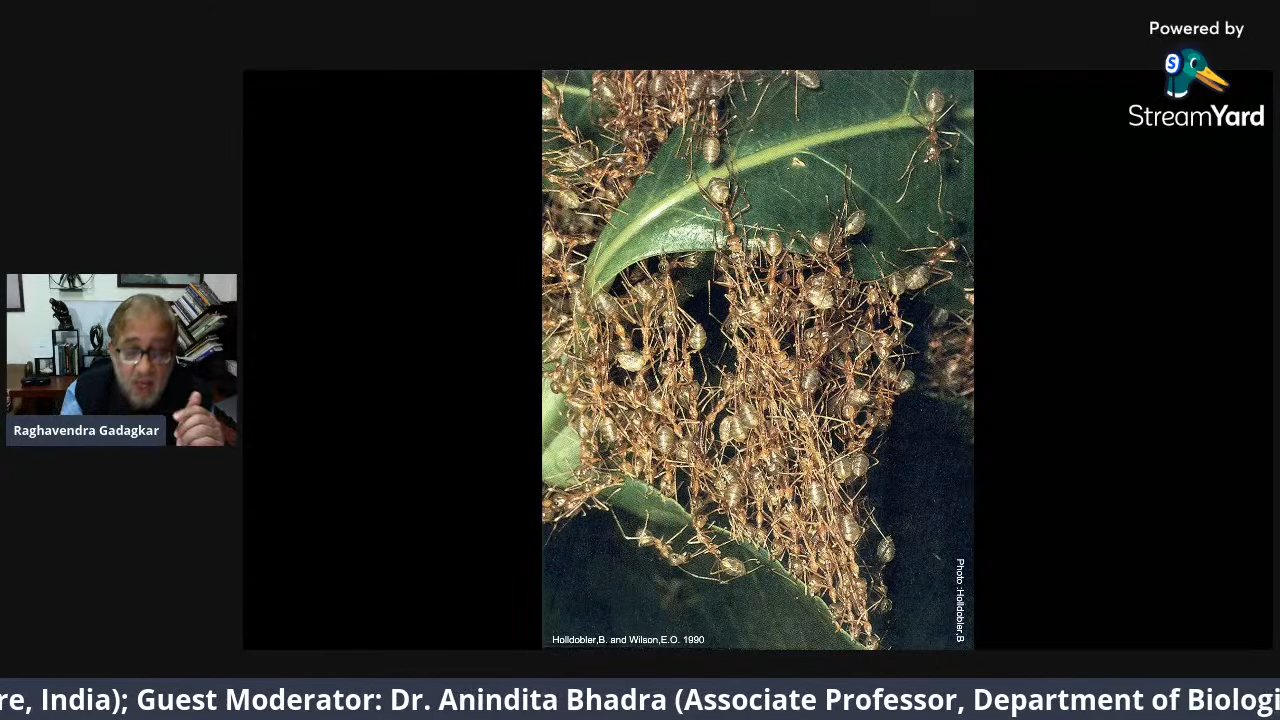 Powered by
S
StreamYard
Raghavendra Gadagkar
Photo :Holldobler,B
Holldobler,B. and Wilson,E.O. 1990
re, India); Guest Moderator: Dr. Anindita Bhadra (Associate Professor, Department of Biologi